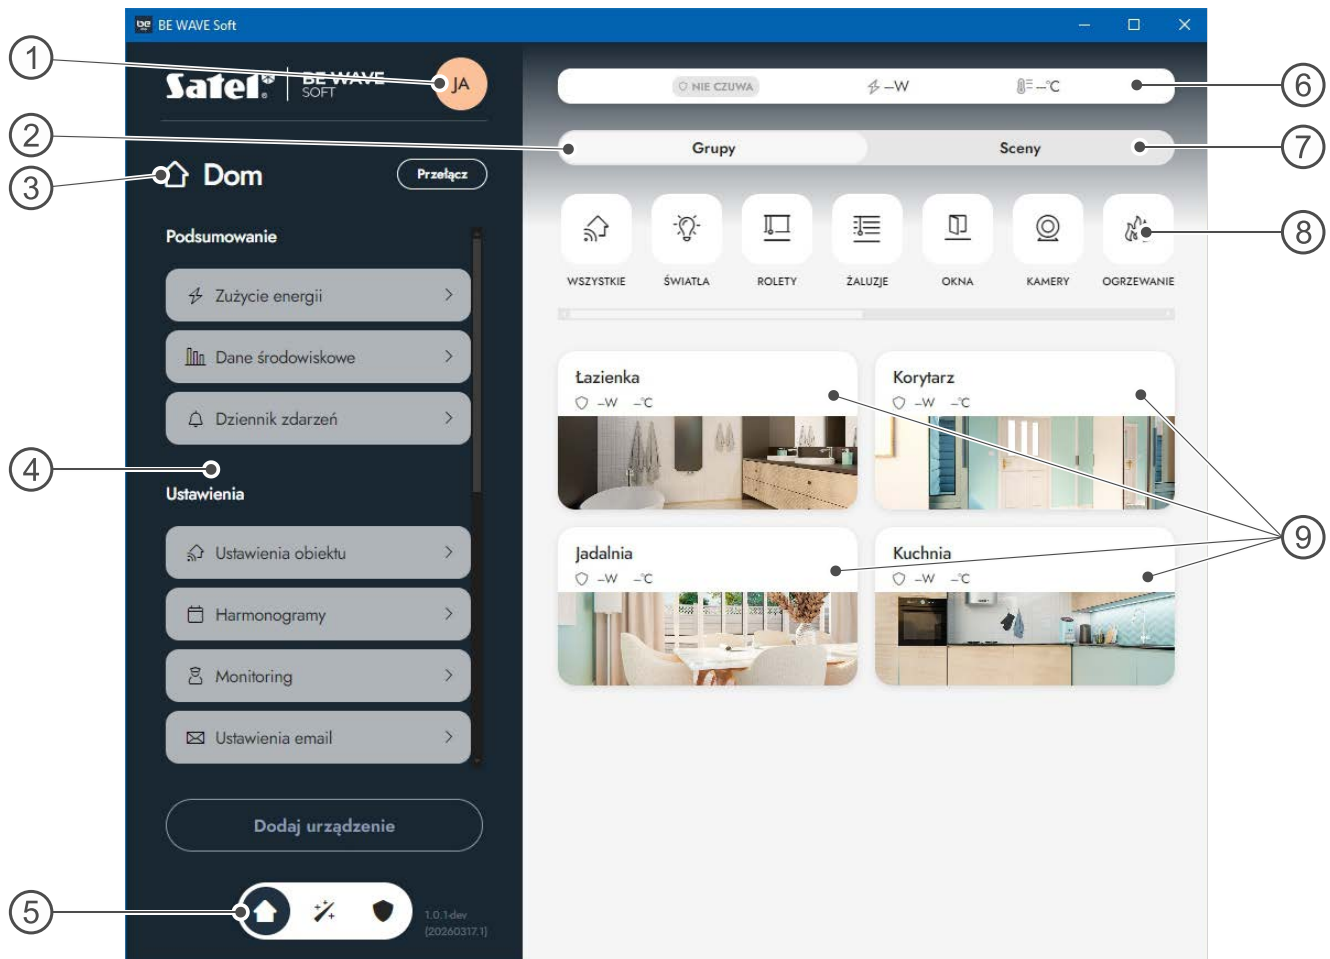 be BE WAVE Soft
1
Satel® BE WAVE SOFT JA
NIE CZUWA –W –°C
6
2
Grupy Sceny
7
3
Dom Przełącz
Podsumowanie
8
WSZYSTKIE ŚWIATŁA ROLETY ŻALUZJE OKNA KAMERY OGRZEWANIE
Zużycie energii
Dane środowiskowe
Dziennik zdarzeń
4
Ustawienia
Ustawienia obiektu
Harmonogramy
Monitoring
Ustawienia email
Łazienka
–W –°C
Korytarz
–W –°C
9
Jadalnia
–W –°C
Kuchnia
–W –°C
Dodaj urządzenie
5
1.0.1-dev
(20260317.1)